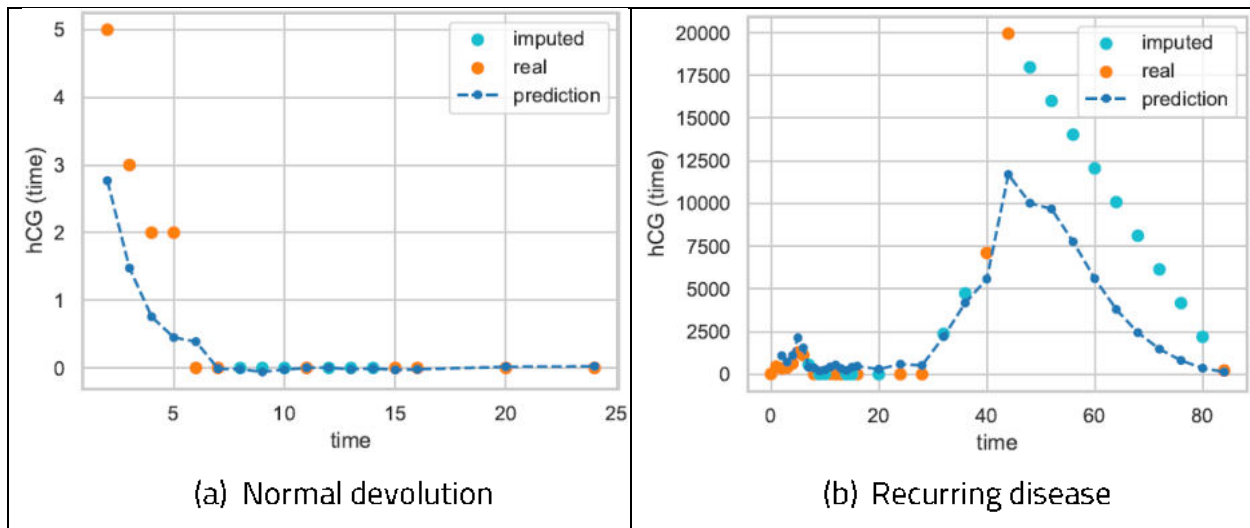 5
4
3
2
1
0
hCG (time)
imputed
real
prediction
5
10
15
20
25
time
(a) Normal devolution
20000
17500
15000
12500
10000
7500
5000
2500
0
hCG (time)
imputed
real
prediction
0
20
40
60
80
time
(b) Recurring disease